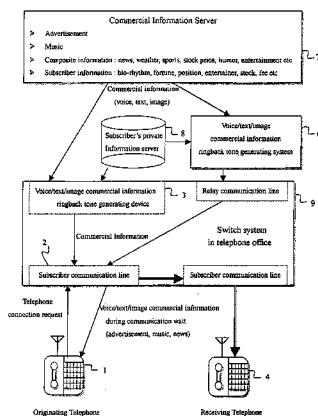 Commercial Information Server
➢ Advertisement
➢ Music
➢ Composite information : news, weather, sports, stock price, humor, entertainment etc
➢ Subscriber information : bio-rhythm, fortune, position, entertainer, stock, fee etc
7
Commercial information
(voice, text, image)
8
Subscriber's private
Information server
Voice/text/image
commercial information
ringback tone generating system
6
Voice/text/image commercial information
ringback tone generating device
3
Relay communication line
9
Switch system
in telephone office
Commercial Information
2
Subscriber communication line
Subscriber communication line
Telephone
connection request
Voice/text/image commercial information
during communication wait
(advertisement, music, news)
1
4
Originating Telephone
Receiving Telephone